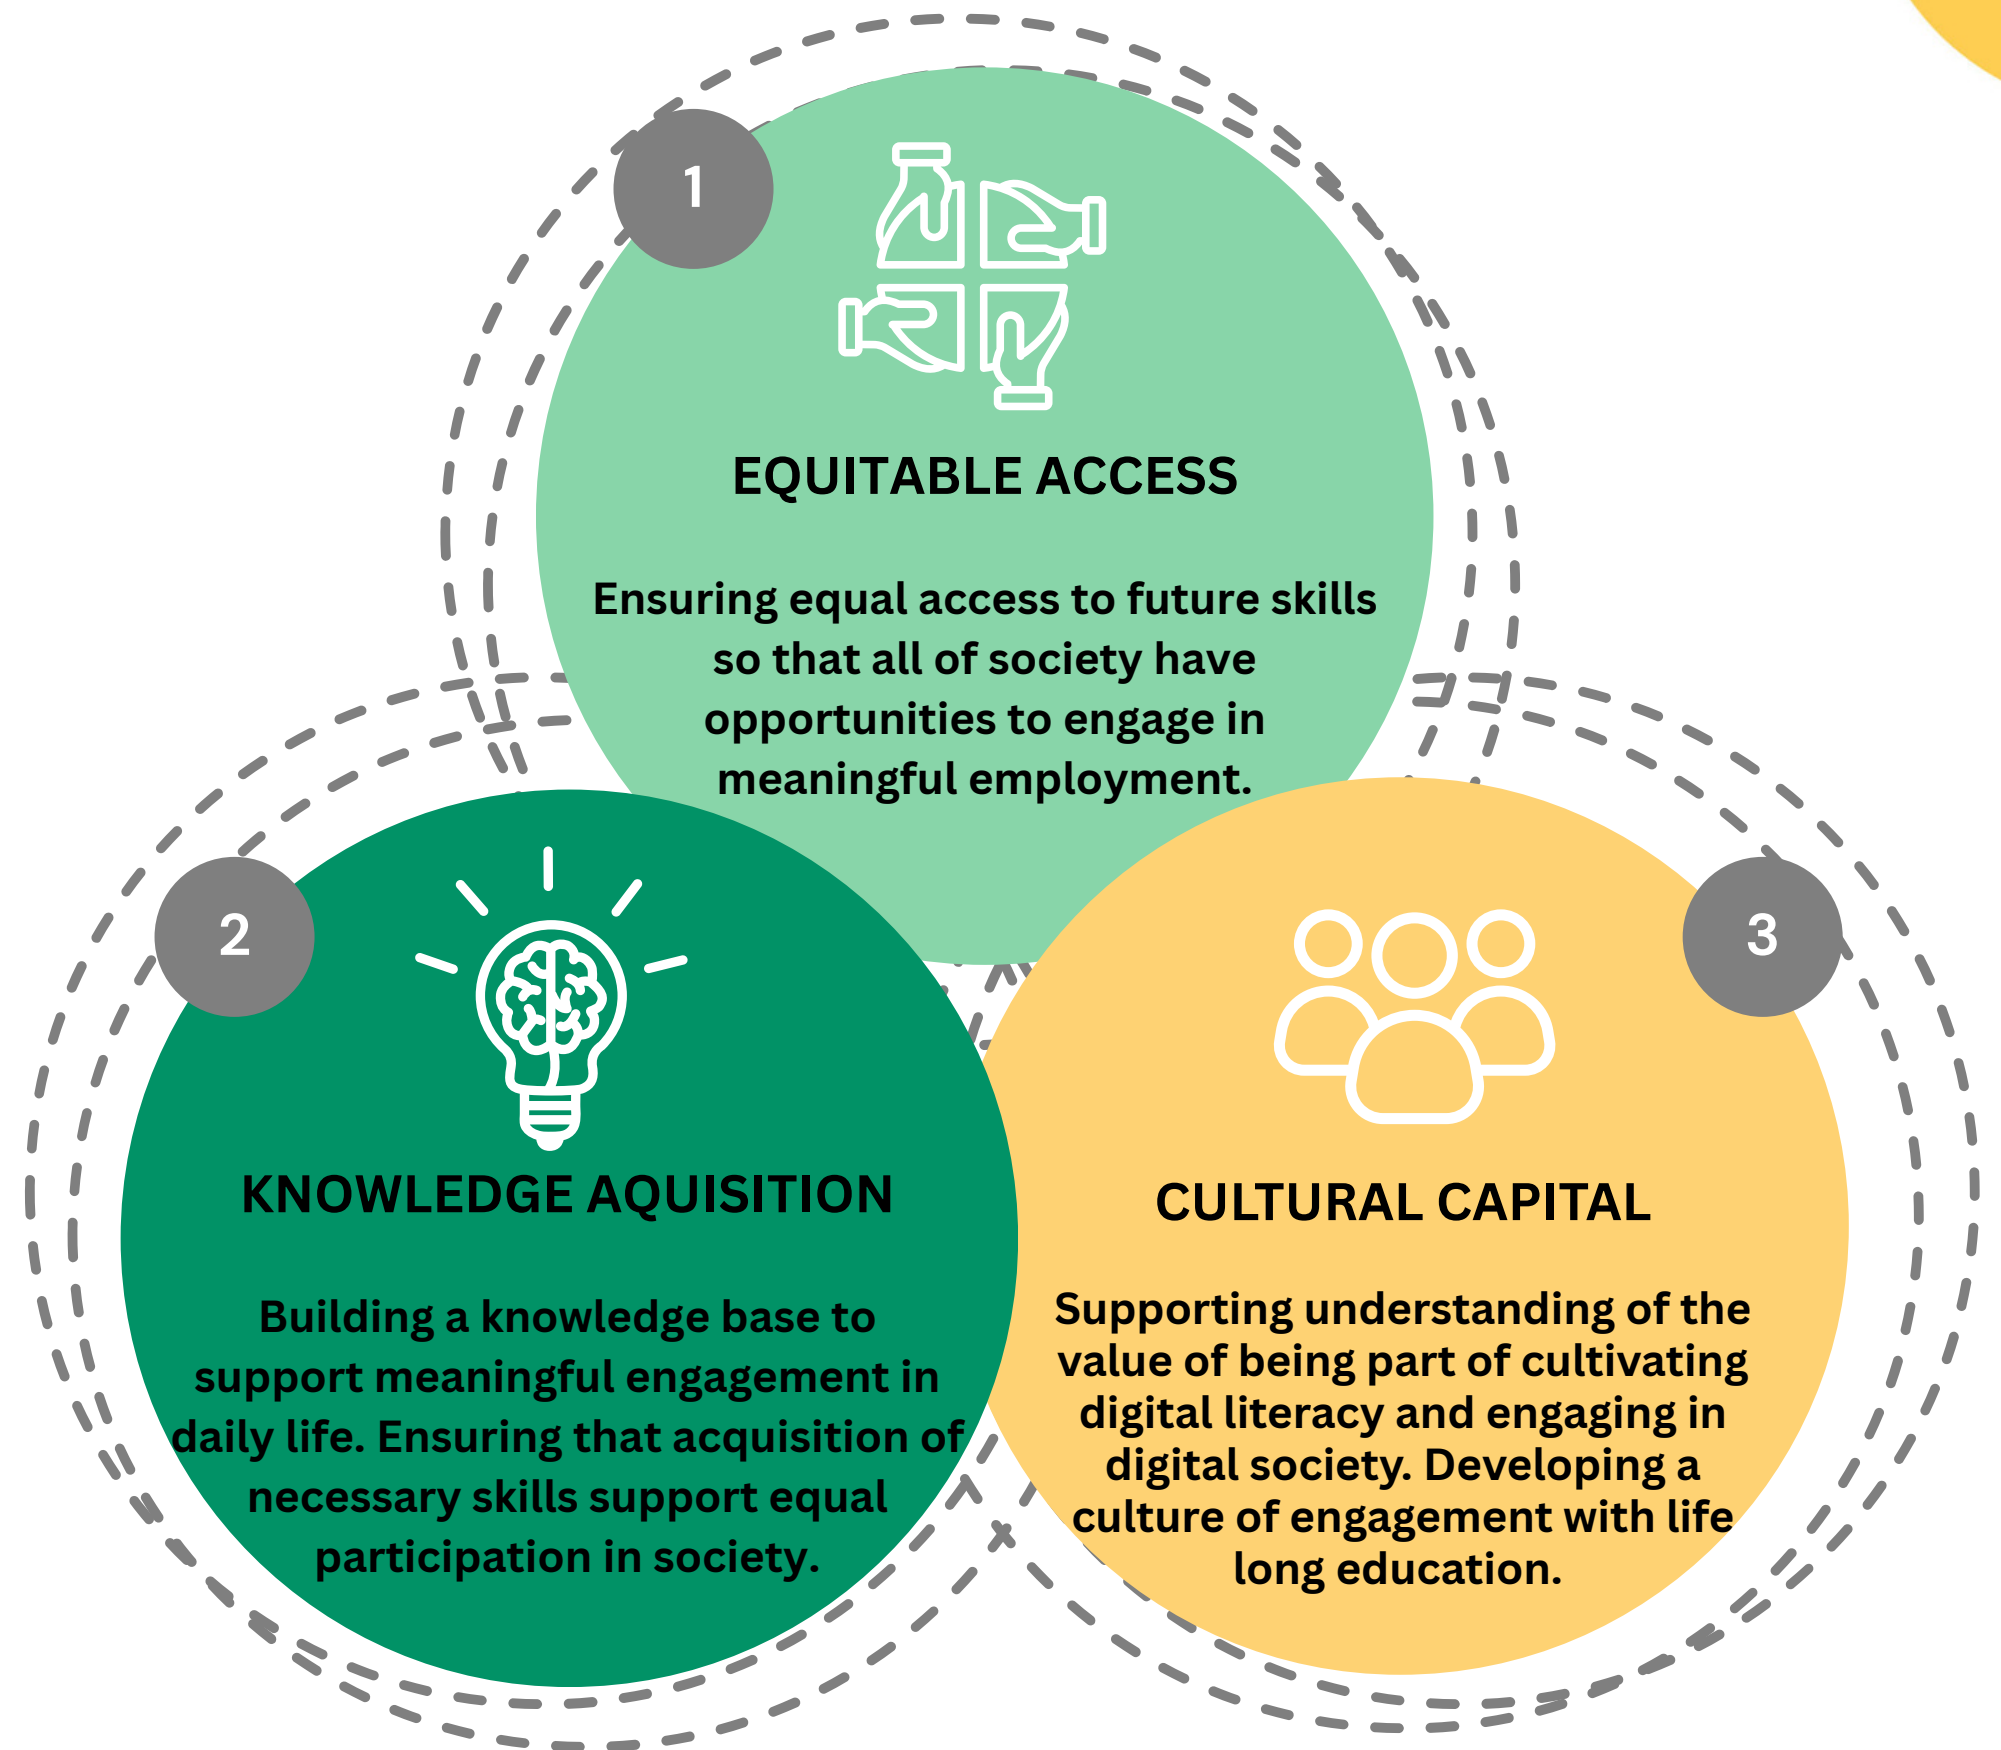 1
EQUITABLE ACCESS
Ensuring equal access to future skills
so that all of society have
opportunities to engage in
meaningful employment.
2
KNOWLEDGE AQUISITION
Building a knowledge base to
support meaningful engagement in
daily life. Ensuring that acquisition of
necessary skills support equal
participation in society.
3
CULTURAL CAPITAL
Supporting understanding of the
value of being part of cultivating
digital literacy and engaging in
digital society. Developing a
culture of engagement with life
long education.